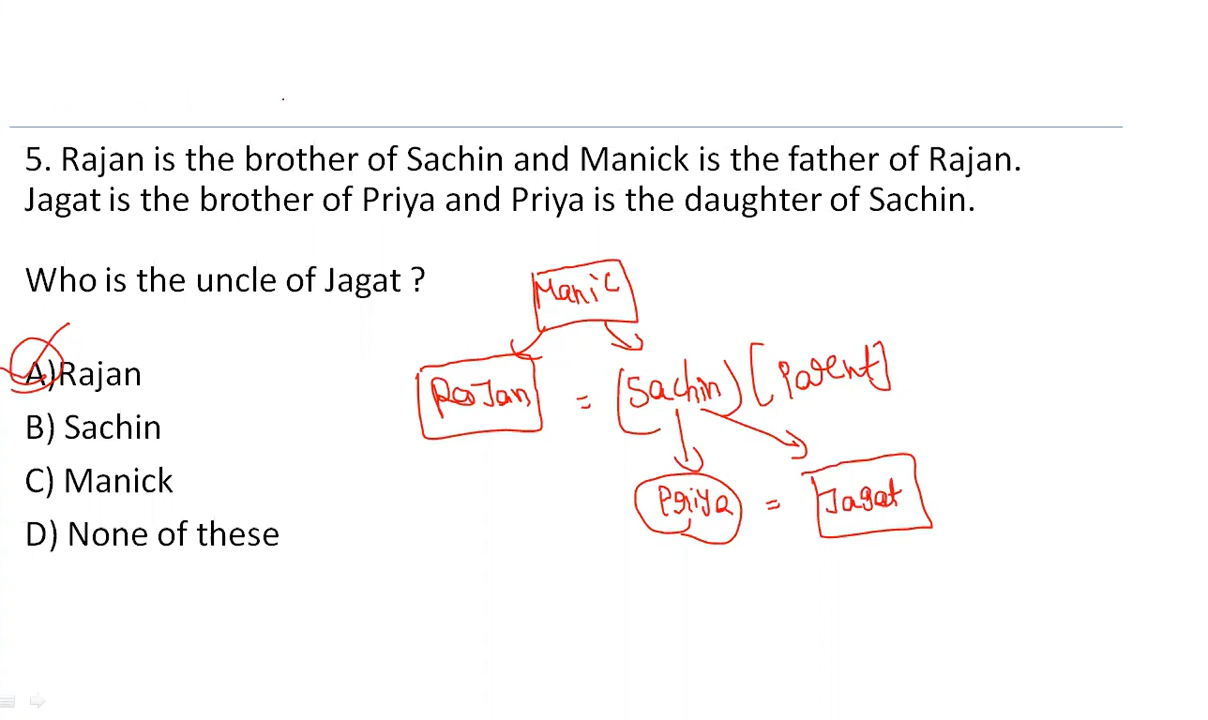 5. Rajan is the brother of Sachin and Manick is the father of Rajan.
Jagat is the brother of Priya and Priya is the daughter of Sachin.
Who is the uncle of Jagat ?
Manic
A)Rajan
RaJan = (Sachin) [Parent]
B) Sachin
C) Manick
Priya = Jagat
D) None of these